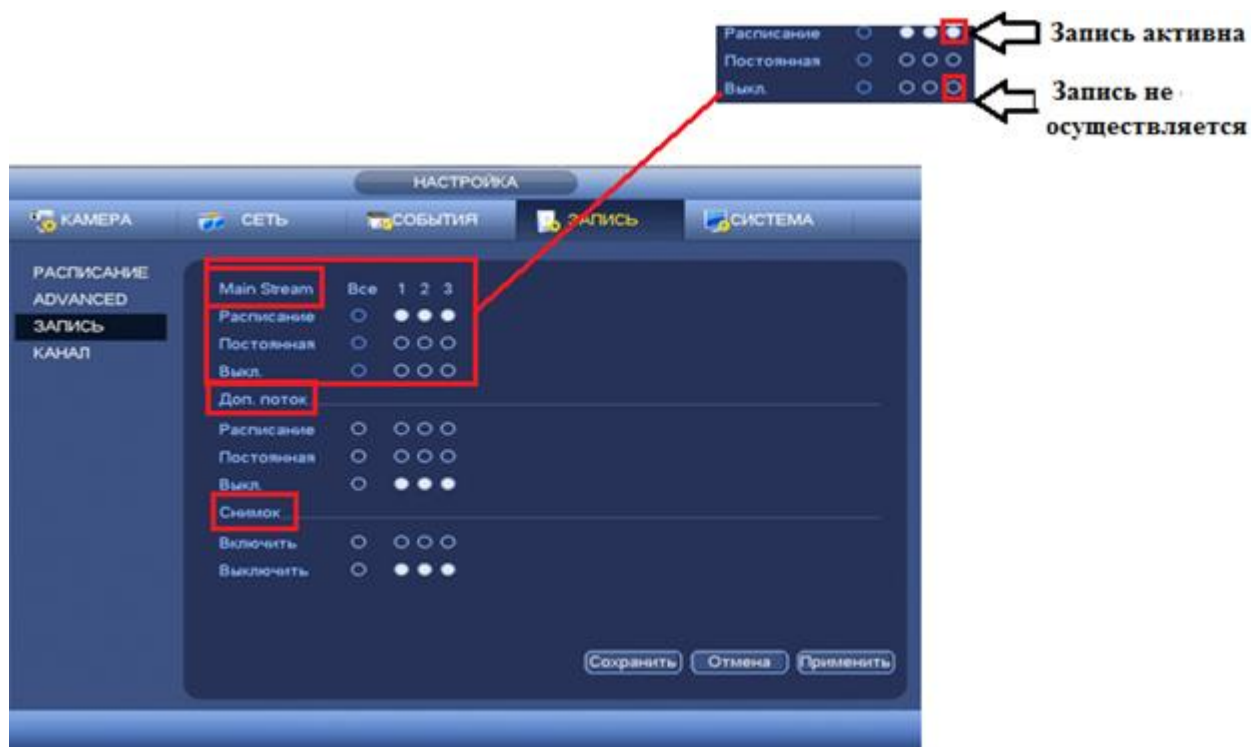 Расписание
Запись активна
Постоянная
Выкл.
Запись не
осуществляется
НАСТРОЙКА
КАМЕРА СЕТЬ СОБЫТИЯ ЗАПИСЬ СИСТЕМА
РАСПИСАНИЕ
ADVANCED
ЗАПИСЬ
КАНАЛ
Main Stream Все 1 2 3
Расписание
Постоянная
Выкл.
Доп. поток
Расписание
Постоянная
Выкл.
Снимок
Включить
Выключить
Сохранить Отмена Применить